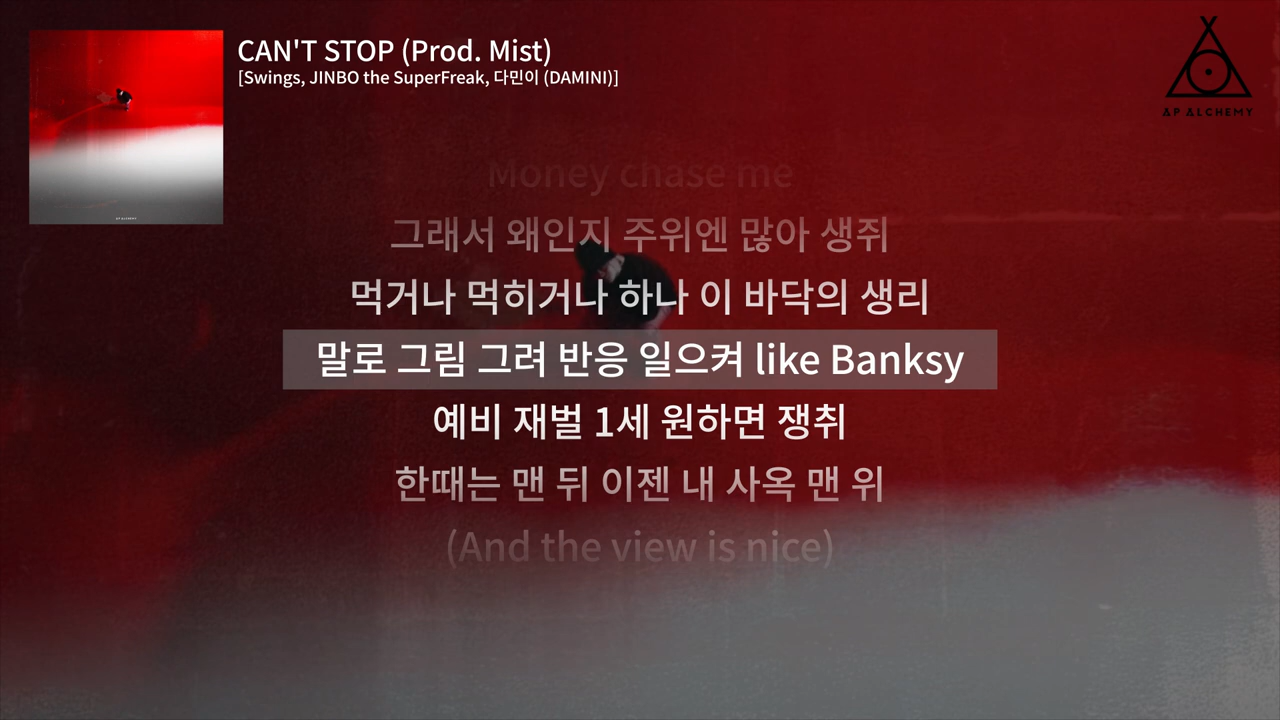 CAN'T STOP (Prod. Mist)
[Swings, JINBO the SuperFreak, 다민이 (DAMINI)]
AP ALCHEMY
AP ALCHEMY
Money chase me
그래서 왜인지 주위엔 많아 생쥐
먹거나 먹히거나 하나 이 바닥의 생리
말로 그림 그려 반응 일으켜 like Banksy
예비 재벌 1세 원하면 쟁취
한때는 맨 뒤 이젠 내 사옥 맨 위
(And the view is nice)